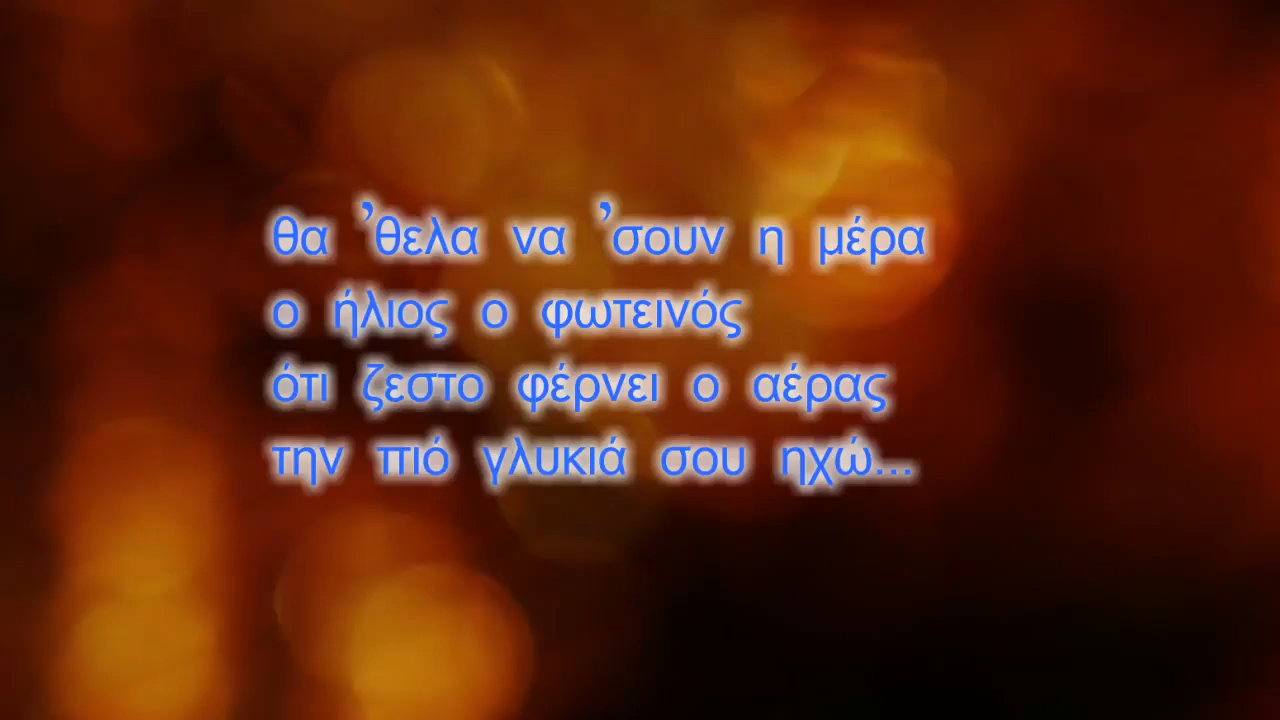 θα ’θελα να ’σουν η μέρα
ο ήλιος ο φωτεινός
ότι ζεστο φέρνει ο αέρας
την πιό γλυκιά σου ηχώ...